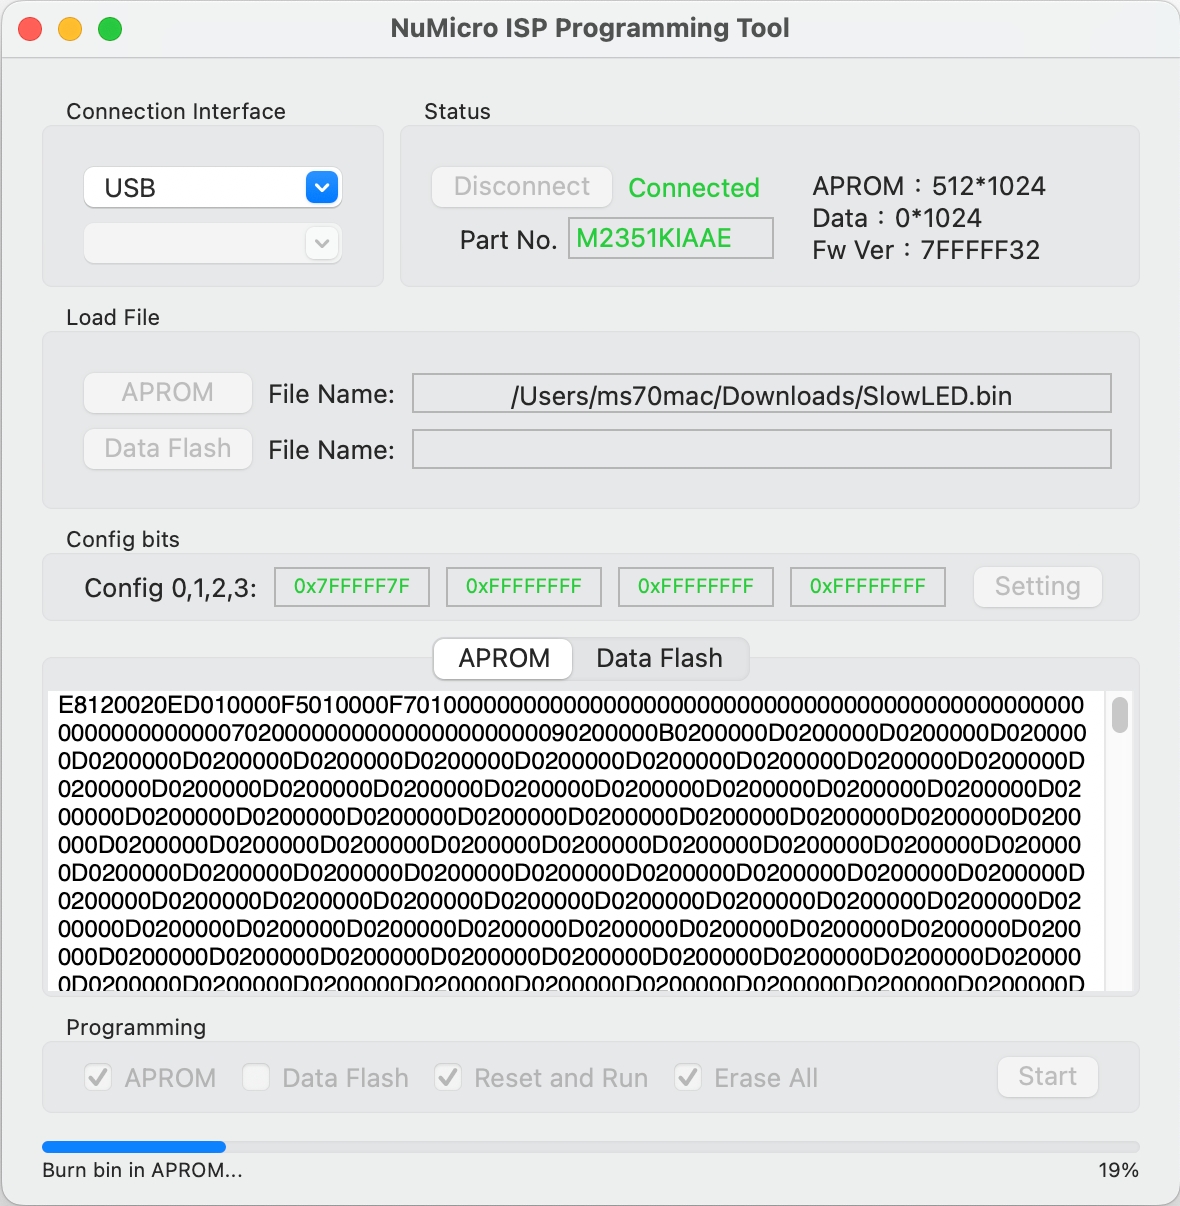 NuMicro ISP Programming Tool
Connection Interface
Status
USB
Disconnect
Connected
APROM : 512*1024
Data : 0*1024
Fw Ver : 7FFFFF32
Part No.
M2351KIAAE
Load File
APROM
File Name:
/Users/ms70mac/Downloads/SlowLED.bin
Data Flash
File Name:
Config bits
Config 0,1,2,3:
0x7FFFFF7F
0xFFFFFFFF
0xFFFFFFFF
0xFFFFFFFF
Setting
APROM
Data Flash
E8120020ED010000F5010000F701000000000000000000000000000000000000000000000000
0000000000000702000000000000000000000000090200000B0200000D0200000D0200000D020000
0D0200000D0200000D0200000D0200000D0200000D0200000D0200000D0200000D0200000D
0200000D0200000D0200000D0200000D0200000D0200000D0200000D0200000D0200000D02
00000D0200000D0200000D0200000D0200000D0200000D0200000D0200000D0200000D0200
000D0200000D0200000D0200000D0200000D0200000D0200000D0200000D0200000D020000
0D0200000D0200000D0200000D0200000D0200000D0200000D0200000D0200000D0200000D
0200000D0200000D0200000D0200000D0200000D0200000D0200000D0200000D0200000D02
00000D0200000D0200000D0200000D0200000D0200000D0200000D0200000D0200000D0200
000D0200000D0200000D0200000D0200000D0200000D0200000D0200000D0200000D020000
0D0200000D0200000D0200000D0200000D0200000D0200000D0200000D0200000D0200000D
Programming
APROM
Data Flash
Reset and Run
Erase All
Start
Burn bin in APROM...
19%